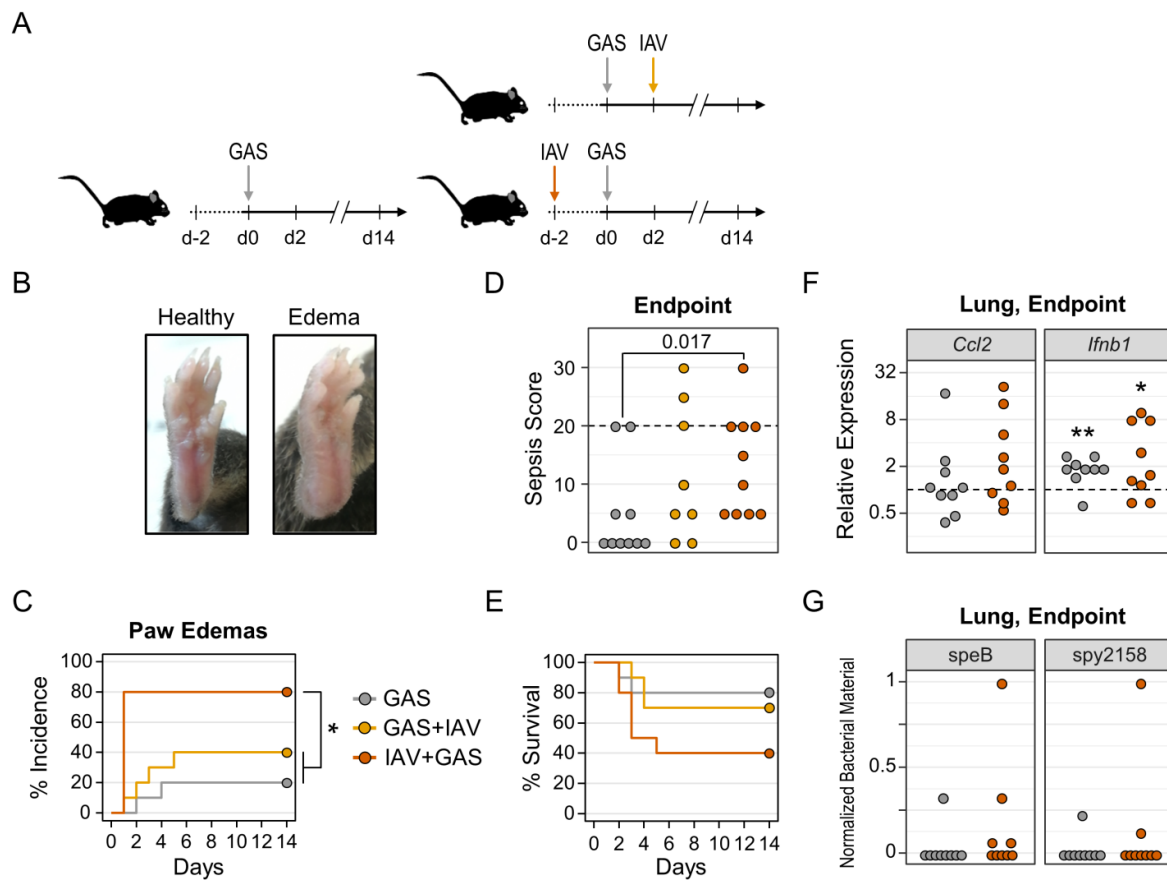 A
GAS IAV
GAS
IAV GAS
d-2 d0 d2 d14
d-2 d0 d2 d14
B
Healthy Edema
C
Paw Edemas
% Incidence
100
80
60
40
20
0
*
0 2 4 6 8 10 12 14
Days
GAS
GAS+IAV
IAV+GAS
D
Endpoint
Sepsis Score
0.017
30
20
10
0
E
% Survival
100
80
60
40
20
0
0 2 4 6 8 10 12 14
Days
F
Lung, Endpoint
Ccl2 Ifnb1
Relative Expression
32
8
2
0.5
** *
G
Lung, Endpoint
speB spy2158
Normalized Bacterial Material
1
0.5
0